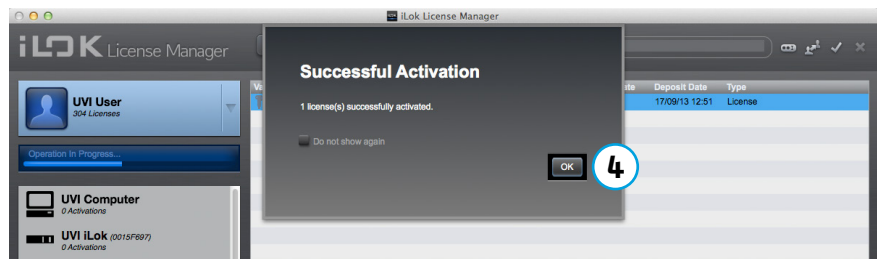 iLok License Manager
iLOK License Manager
Successful Activation
1 license(s) successfully activated.
Do not show again
OK
4
Deposit Date Type
17/09/13 12:51 License
UVI User
304 Licenses
Operation In Progress...
UVI Computer
0 Activations
UVI iLok (0015F697)
0 Activations